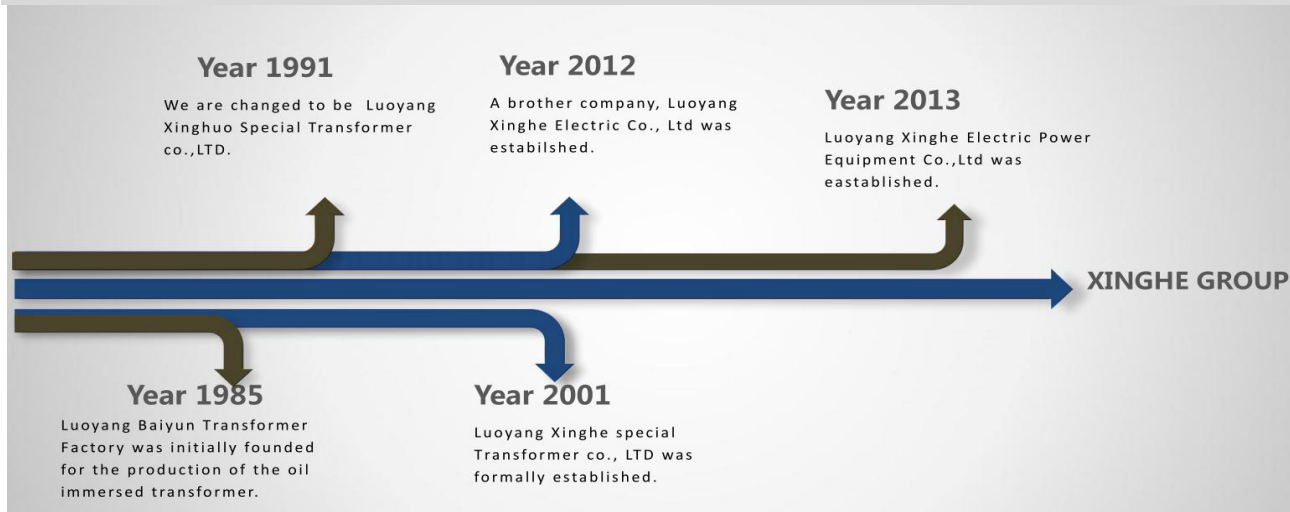 Year 1991
We are changed to be Luoyang
Xinghuo Special Transformer
co.,LTD.
Year 2012
A brother company, Luoyang
Xinghe Electric Co., Ltd was
estabilshed.
Year 2013
Luoyang Xinghe Electric Power
Equipment Co.,Ltd was
eastablished.
XINGHE GROUP
Year 1985
Luoyang Baiyun Transformer
Factory was initially founded
for the production of the oil
immersed transformer.
Year 2001
Luoyang Xinghe special
Transformer co., LTD was
formally established.